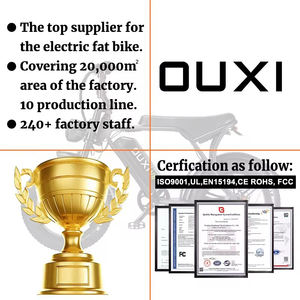 ● The top supplier for
the electric fat bike.
● Covering 20,000㎡
area of the factory.
10 production line.
● 240+ factory staff.
OUXI
OUXI
Cerfication as follow:
ISO9001,UL,EN15194,CE ROHS, FCC